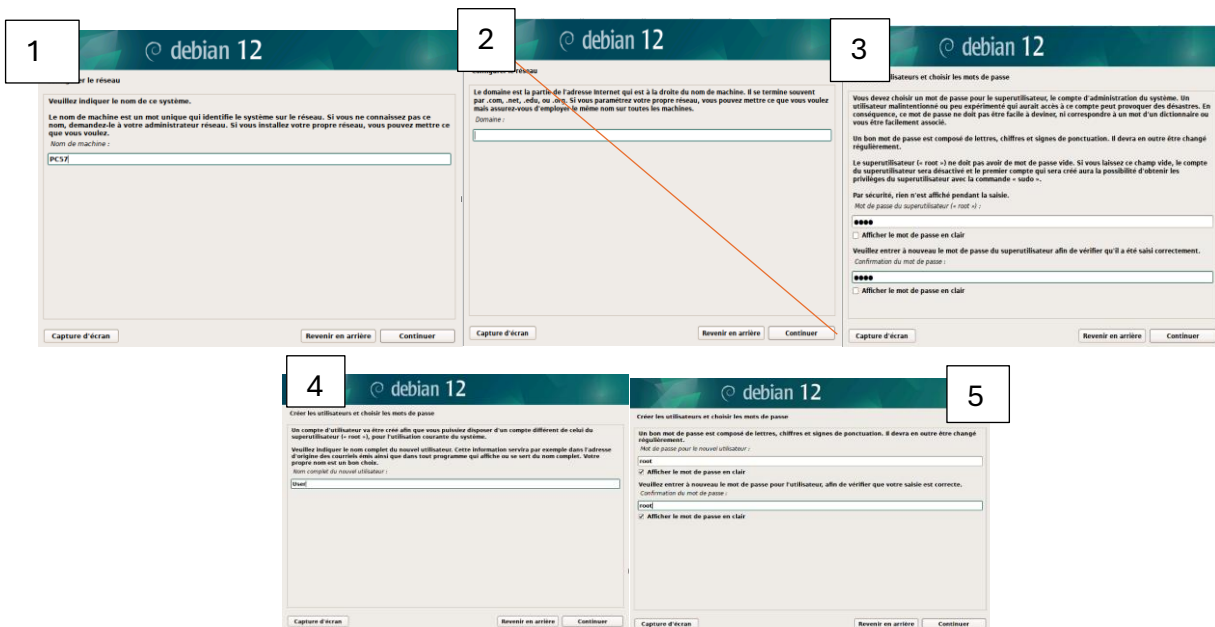 1
debian 12
er le réseau
Veuillez indiquer le nom de ce système.
Le nom de machine est un mot unique qui identifie le système sur le réseau. Si vous ne connaissez pas ce
nom, demandez-le à votre administrateur réseau. Si vous installez votre propre réseau, vous pouvez mettre ce
que vous voulez.
Nom de machine :
PC57
Capture d'écran
Revenir en arrière
Continuer
2
debian 12
réseau
Le domaine est la partie de l'adresse Internet qui est à la droite du nom de machine. Il se termine souvent
par .com, .net, .edu, ou .org. Si vous paramétrez votre propre réseau, vous pouvez mettre ce que vous voulez
mais assurez-vous d'employer le même nom sur toutes les machines.
Domaine :
Capture d'écran
Revenir en arrière
Continuer
3
debian 12
lisateurs et choisir les mots de passe
Vous devez choisir un mot de passe pour le superutilisateur, le compte d'administration du système. Un
utilisateur malintentionné ou peu expérimenté qui aurait accès à ce compte peut provoquer des désastres. En
conséquence, ce mot de passe ne doit pas être facile à deviner, ni correspondre à un mot d'un dictionnaire ou
vous être facilement associé.
Un bon mot de passe est composé de lettres, chiffres et signes de ponctuation. Il devra en outre être changé
régulièrement.
Le superutilisateur (« root ») ne doit pas avoir de mot de passe vide. Si vous laissez ce champ vide, le compte
du superutilisateur sera désactivé et le premier compte qui sera créé aura la possibilité d'obtenir les
privilèges du superutilisateur avec la commande « sudo ».
Par sécurité, rien n'est affiché pendant la saisie.
Mot de passe du superutilisateur (« root ») :
Afficher le mot de passe en clair
Veuillez entrer à nouveau le mot de passe du superutilisateur afin de vérifier qu'il a été saisi correctement.
Confirmation du mot de passe :
Afficher le mot de passe en clair
Capture d'écran
Revenir en arrière
Continuer
4
debian 12
Créer les utilisateurs et choisir les mots de passe
Un compte d'utilisateur va être créé afin que vous puissiez disposer d'un compte différent de celui du
superutilisateur (« root »), pour l'utilisation courante du système.
Veuillez indiquer le nom complet du nouvel utilisateur. Cette information servira par exemple dans l'adresse
d'origine des courriels émis ainsi que dans tout programme qui affiche ou se sert du nom complet. Votre
propre nom est un bon choix.
Nom complet du nouvel utilisateur :
User
Capture d'écran
Revenir en arrière
Continuer
5
debian 12
Créer les utilisateurs et choisir les mots de passe
Un bon mot de passe est composé de lettres, chiffres et signes de ponctuation. Il devra en outre être changé
régulièrement.
Mot de passe pour le nouvel utilisateur :
root
Afficher le mot de passe en clair
Veuillez entrer à nouveau le mot de passe pour l'utilisateur, afin de vérifier que votre saisie est correcte.
Confirmation du mot de passe :
root
Afficher le mot de passe en clair
Capture d'écran
Revenir en arrière
Continuer